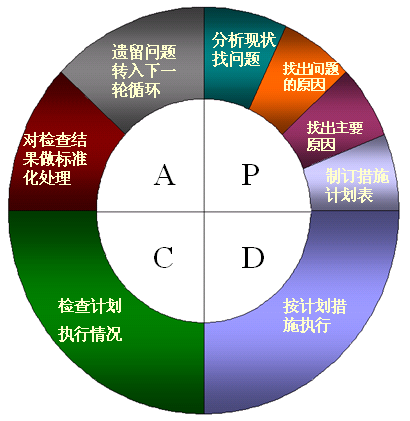 分析现状
找问题
找出问题
的原因
找出主要
原因
制订措施
计划表
按计划措
施执行
检查计划
执行情况
对检查结
果做标准
化处理
遗留问题
转入下一
轮循环
A
P
C
D